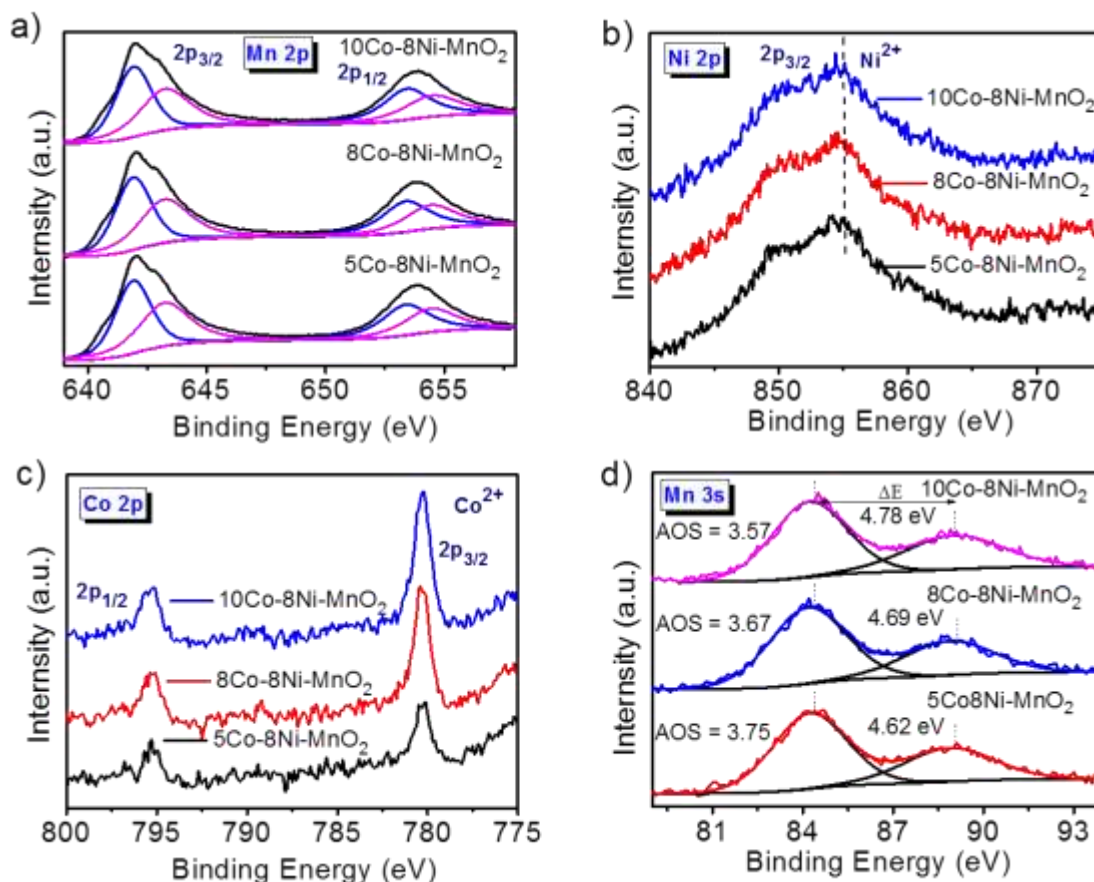 a)
Mn 2p
2p3/2
2p1/2
10Co-8Ni-MnO2
8Co-8Ni-MnO2
5Co-8Ni-MnO2
Internsity (a.u.)
640 645 650 655
Binding Energy (eV)
b)
Ni 2p
2p3/2
Ni2+
10Co-8Ni-MnO2
8Co-8Ni-MnO2
5Co-8Ni-MnO2
Internsity (a.u.)
840 850 860 870
Binding Energy (eV)
c)
Co 2p
Co2+
2p3/2
2p1/2
10Co-8Ni-MnO2
8Co-8Ni-MnO2
5Co-8Ni-MnO2
Internsity (a.u.)
800 795 790 785 780 775
Binding Energy (eV)
d)
Mn 3s
ΔE
10Co-8Ni-MnO2
AOS = 3.57
4.78 eV
8Co-8Ni-MnO2
AOS = 3.67
4.69 eV
5Co8Ni-MnO2
AOS = 3.75
4.62 eV
Internsity (a.u.)
81 84 87 90 93
Binding Energy (eV)